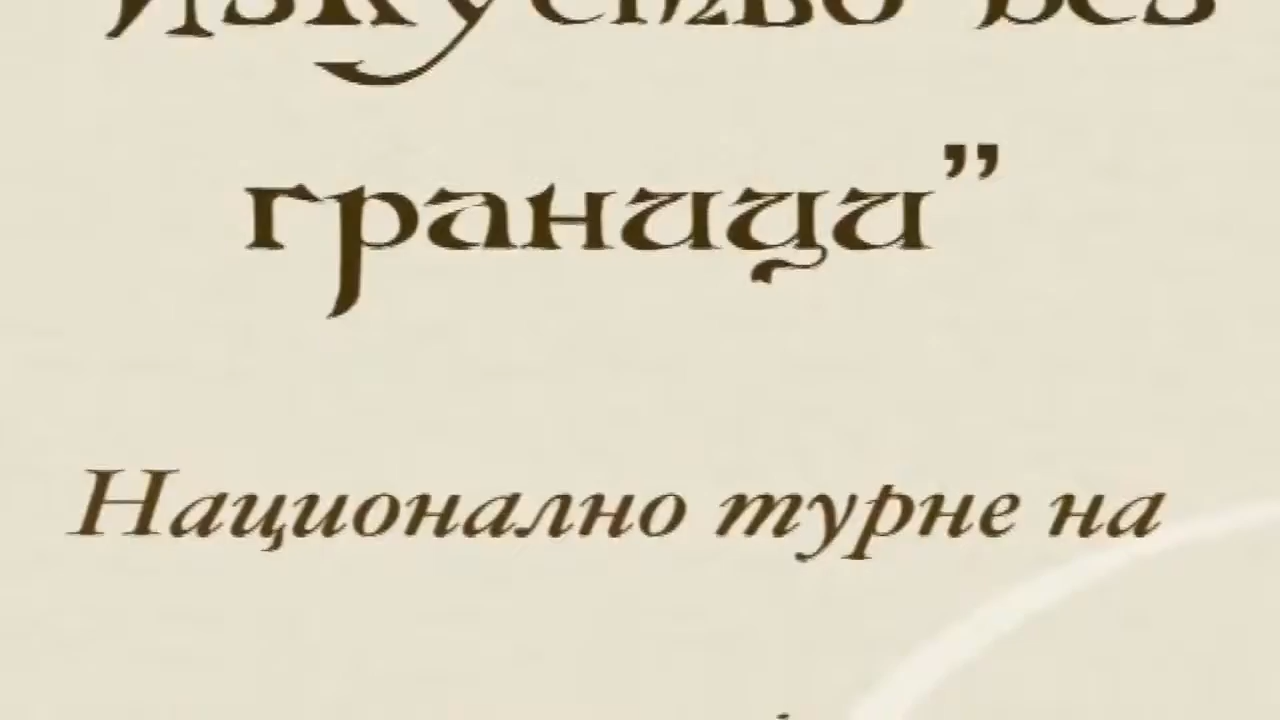 Изкуство без
граници”
Национално турне на